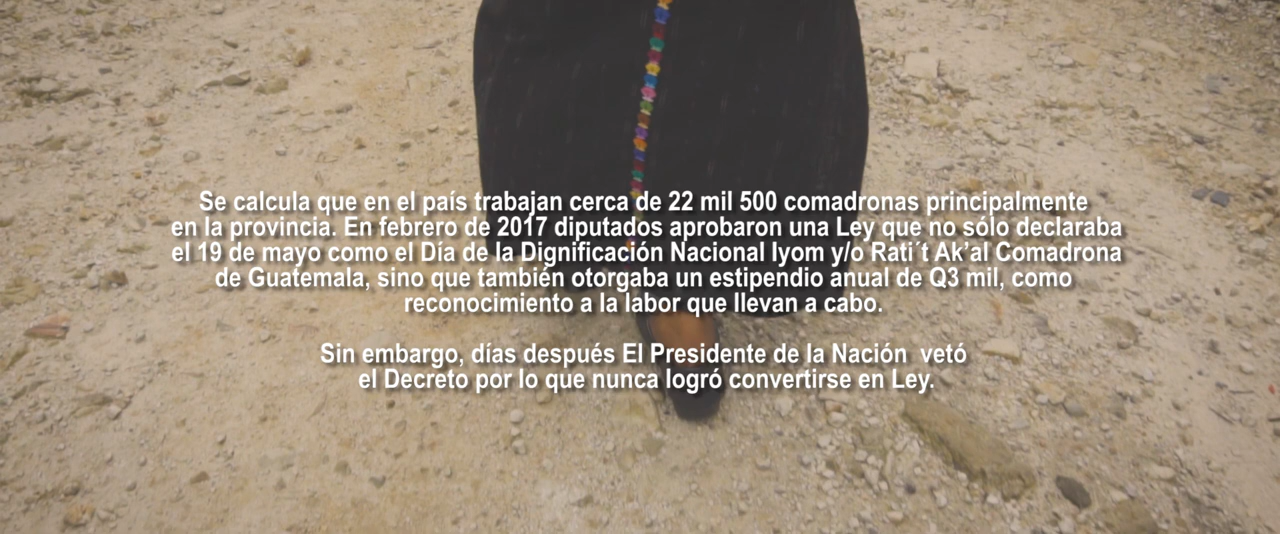 Se calcula que en el país trabajan cerca de 22 mil 500 comadronas principalmente
en la provincia. En febrero de 2017 diputados aprobaron una Ley que no sólo declaraba
el 19 de mayo como el Día de la Dignificación Nacional Iyom y/o Rati´t Ak’al Comadrona
de Guatemala, sino que también otorgaba un estipendio anual de Q3 mil, como
reconocimiento a la labor que llevan a cabo.
Sin embargo, días después El Presidente de la Nación  vetó
el Decreto por lo que nunca logró convertirse en Ley.